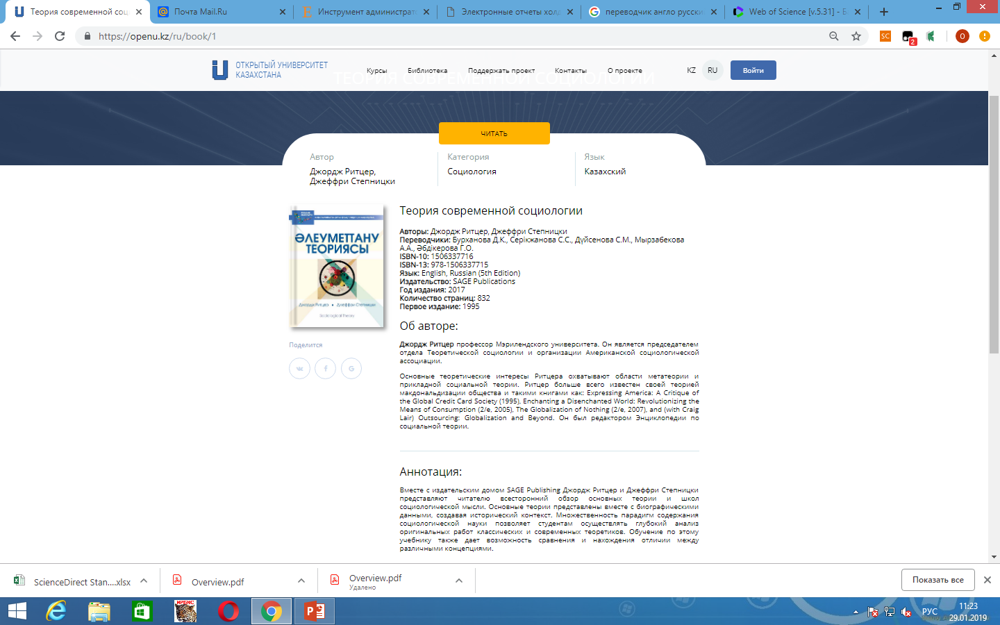 Теория современной соци
Почта Mail.Ru
Инструмент администрат
Электронные отчеты холд
переводчик англо русски
Web of Science [v.5.31] - Б
https://openu.kz/ru/book/1
SC
2
О
ОТКРЫТЫЙ УНИВЕРСИТЕТ
КАЗАХСТАНА
Курсы
Библиотека
Поддержать проект
Контакты
О проекте
KZ
RU
Войти
ТЕОРИЯ СОВРЕМЕННОЙ СОЦИОЛОГИИ
ЧИТАТЬ
Автор
Категория
Язык
Джордж Ритцер,
Джеффри Степницки
Социология
Казахский
ӘЛЕУМЕТТАНУ
ТЕОРИЯСЫ
Джордж Ритцер • Джеффри Степницки
Sociological Theory
Поделится
Теория современной социологии
Авторы: Джордж Ритцер, Джеффри Степницки
Переводчики: Бурханова Д.К., Серікжанова С.С., Дүйсенова С.М., Мырзабекова
А.А., Әбдікерова Г.О.
ISBN-10: 1506337716
ISBN-13: 978-1506337715
Язык: English, Russian (5th Edition)
Издательство: SAGE Publications
Год издания: 2017
Количество страниц: 832
Первое издание: 1995
Об авторе:
Джордж Ритцер профессор Мэрилендского университета. Он является председателем
отдела Теоретической социологии и организации Американской социологической
ассоциации.
Основные теоретические интересы Ритцера охватывают области метатеории и
прикладной социальной теории. Ритцер больше всего известен своей теорией
макдональдизации общества и такими книгами как: Expressing America: A Critique of
the Global Credit Card Society (1995), Enchanting a Disenchanted World: Revolutionizing the
Means of Consumption (2/e, 2005), The Globalization of Nothing (2/e, 2007), and (with Craig
Lair) Outsourcing: Globalization and Beyond. Он был редактором Энциклопедии по
социальной теории.
Аннотация:
Вместе с издательским домом SAGE Publishing Джордж Ритцер и Джеффри Степницки
представляют читателю всесторонний обзор основных теории и школ
социологической мысли. Основные теории представлены вместе с биографическими
данными, создавая исторический контекст. Множественность парадигм содержания
социологической науки позволяет студентам осуществлять глубокий анализ
оригинальных работ классических и современных теоретиков. Обучение по этому
учебнику также дает возможность сравнения и нахождения отличии между
различными концепциями.
ScienceDirect Stan....xlsx
Overview.pdf
Overview.pdf
Удалено
Показать все
ИРБИС
РУС
11:23
29.01.2019